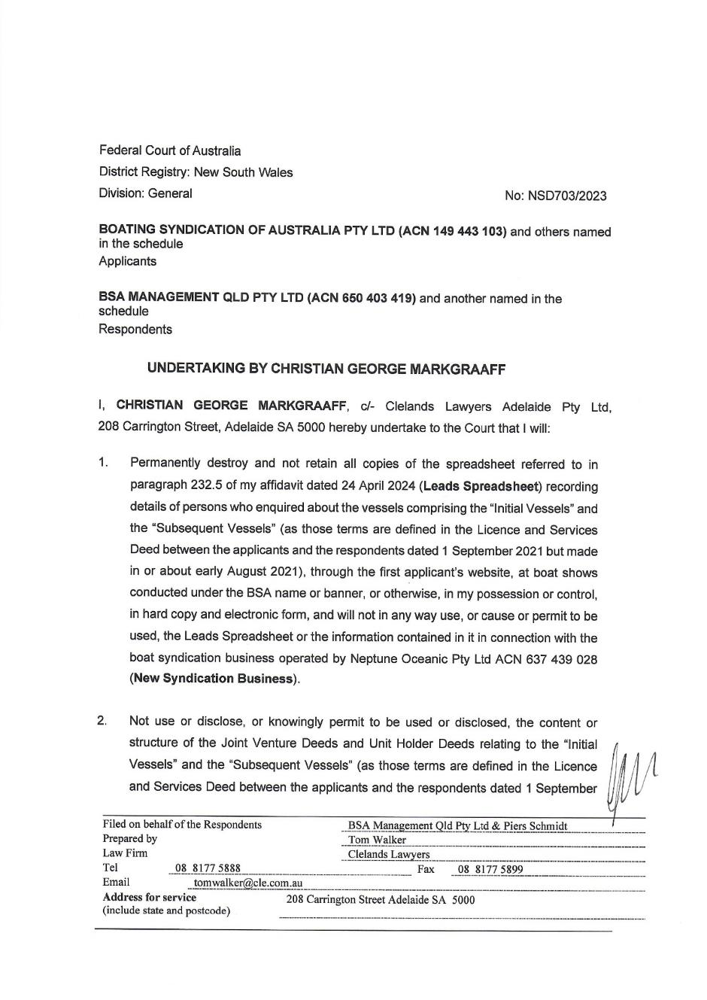 Federal Court of Australia
District Registry: New South Wales
Division: General No: NSD703/2023
BOATING SYNDICATION OF AUSTRALIA PTY LTD (ACN 149 443 103) and others named
in the schedule
Applicants
BSA MANAGEMENT QLD PTY LTD (ACN 650 403 419) and another named in the
schedule
Respondents
UNDERTAKING BY CHRISTIAN GEORGE MARKGRAAFF
I, CHRISTIAN GEORGE MARKGRAAFF, c/- Clelands Lawyers Adelaide Pty Ltd,
208 Carrington Street, Adelaide SA 5000 hereby undertake to the Court that I will:
1. Permanently destroy and not retain all copies of the spreadsheet referred to in
paragraph 232.5 of my affidavit dated 24 April 2024 (Leads Spreadsheet) recording
details of persons who enquired about the vessels comprising the “Initial Vessels” and
the “Subsequent Vessels” (as those terms are defined in the Licence and Services
Deed between the applicants and the respondents dated 1 September 2021 but made
in or about early August 2021), through the first applicant’s website, at boat shows
conducted under the BSA name or banner, or otherwise, in my possession or control,
in hard copy and electronic form, and will not in any way use, or cause or permit to be
used, the Leads Spreadsheet or the information contained in it in connection with the
boat syndication business operated by Neptune Oceanic Pty Ltd ACN 637 439 028
(New Syndication Business).
2. Not use or disclose, or knowingly permit to be used or disclosed, the content or
structure of the Joint Venture Deeds and Unit Holder Deeds relating to the “Initial
Vessels” and the “Subsequent Vessels” (as those terms are defined in the Licence
and Services Deed between the applicants and the respondents dated 1 September
Filed on behalf of the Respondents BSA Management Qld Pty Ltd & Piers Schmidt
Prepared by Tom Walker
Law Firm Clelands Lawyers
Tel 08 8177 5888 Fax 08 8177 5899
Email tomwalker@cle.com.au
Address for service 208 Carrington Street Adelaide SA 5000
(include state and postcode)